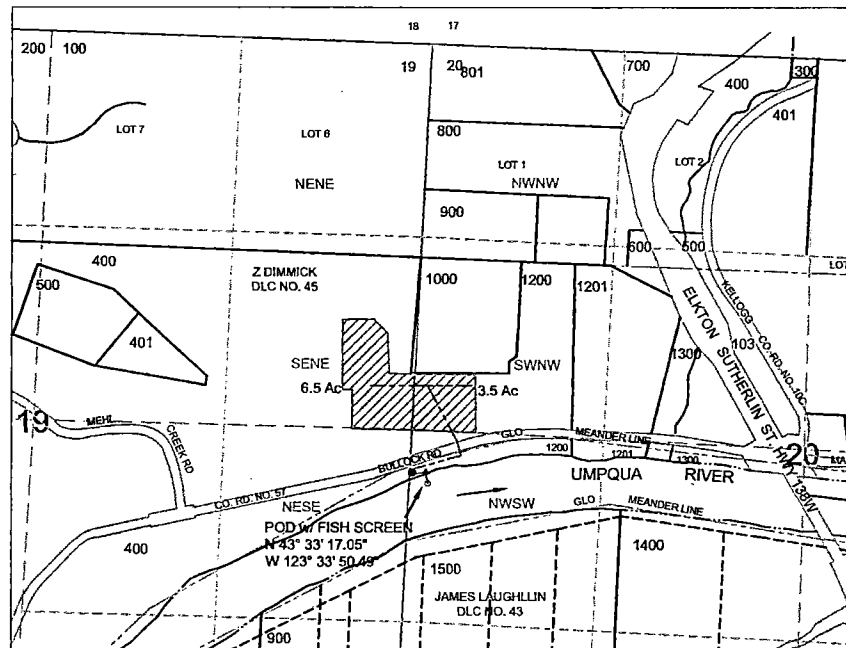 18 17
200 100
19 20
801
700
400
300
401
LOT 7
LOT 6
800
LOT 1
LOT 2
NENE
NWNW
900
600
500
LOT
400
500
Z DIMMICK
DLC NO. 45
1000
1200
1201
401
SENE
SWNW
6.5 Ac
3.5 Ac
1300
103
ELKTON SUTHERLIN ST. HWY 138W
KELLOGG CO. RD. NO. 10C
19
MEHL
CREEK RD
GLO MEANDER LINE
20
BULLOCK RD
1200
1201
1300
CO. RD. NO. 57
UMPQUA RIVER
NESE
NWSW
GLO MEANDER LINE
POD w/ FISH SCREEN
N 43° 33' 17.05"
W 123° 33' 50.49"
400
1500
1400
JAMES LAUGHLLIN
DLC NO. 43
900